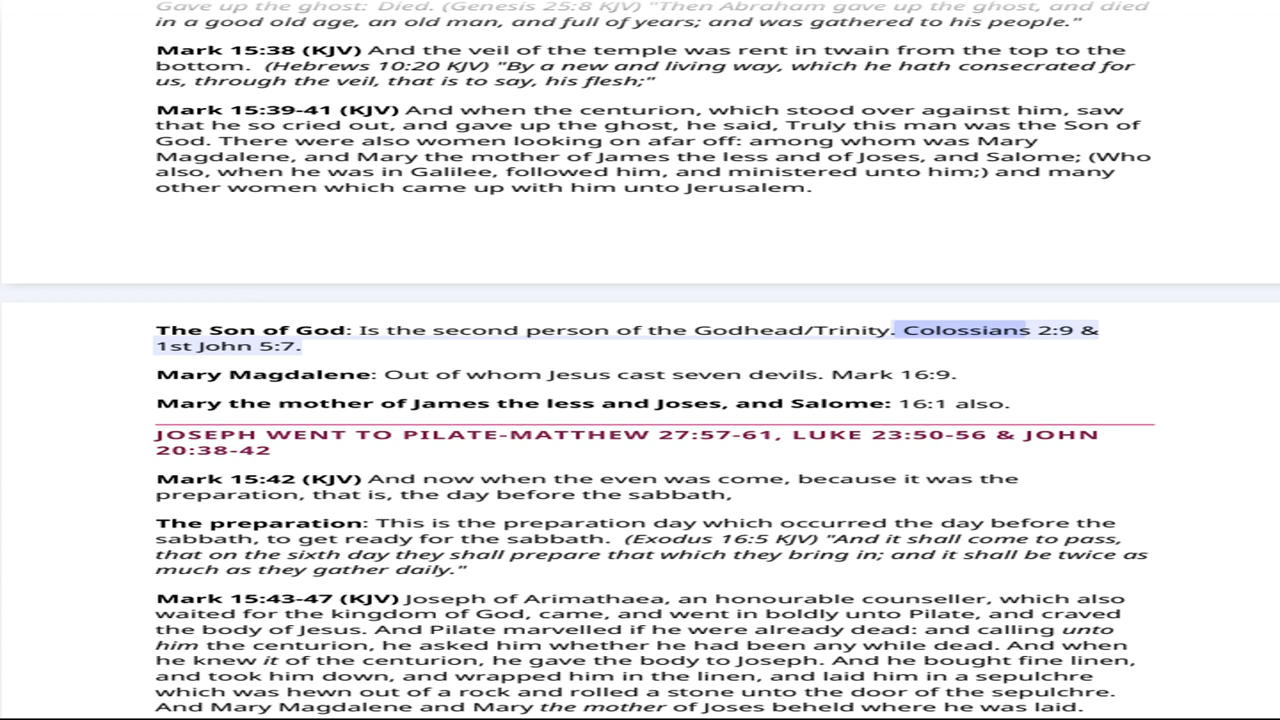 Gave up the ghost: Died. (Genesis 25:8 KJV) "Then Abraham gave up the ghost, and died
in a good old age, an old man, and full of years; and was gathered to his people."
Mark 15:38 (KJV) And the veil of the temple was rent in twain from the top to the
bottom. (Hebrews 10:20 KJV) "By a new and living way, which he hath consecrated for
us, through the veil, that is to say, his flesh;"
Mark 15:39-41 (KJV) And when the centurion, which stood over against him, saw
that he so cried out, and gave up the ghost, he said, Truly this man was the Son of
God. There were also women looking on afar off: among whom was Mary
Magdalene, and Mary the mother of James the less and of Joses, and Salome; (Who
also, when he was in Galilee, followed him, and ministered unto him;) and many
other women which came up with him unto Jerusalem.
The Son of God: Is the second person of the Godhead/Trinity. Colossians 2:9 &
1st John 5:7.
Mary Magdalene: Out of whom Jesus cast seven devils. Mark 16:9.
Mary the mother of James the less and Joses, and Salome: 16:1 also.
JOSEPH WENT TO PILATE-MATTHEW 27:57-61, LUKE 23:50-56 & JOHN
20:38-42
Mark 15:42 (KJV) And now when the even was come, because it was the
preparation, that is, the day before the sabbath,
The preparation: This is the preparation day which occurred the day before the
sabbath, to get ready for the sabbath. (Exodus 16:5 KJV) "And it shall come to pass,
that on the sixth day they shall prepare that which they bring in; and it shall be twice as
much as they gather daily."
Mark 15:43-47 (KJV) Joseph of Arimathaea, an honourable counseller, which also
waited for the kingdom of God, came, and went in boldly unto Pilate, and craved
the body of Jesus. And Pilate marvelled if he were already dead: and calling unto
him the centurion, he asked him whether he had been any while dead. And when
he knew it of the centurion, he gave the body to Joseph. And he bought fine linen,
and took him down, and wrapped him in the linen, and laid him in a sepulchre
which was hewn out of a rock and rolled a stone unto the door of the sepulchre.
And Mary Magdalene and Mary the mother of Joses beheld where he was laid.